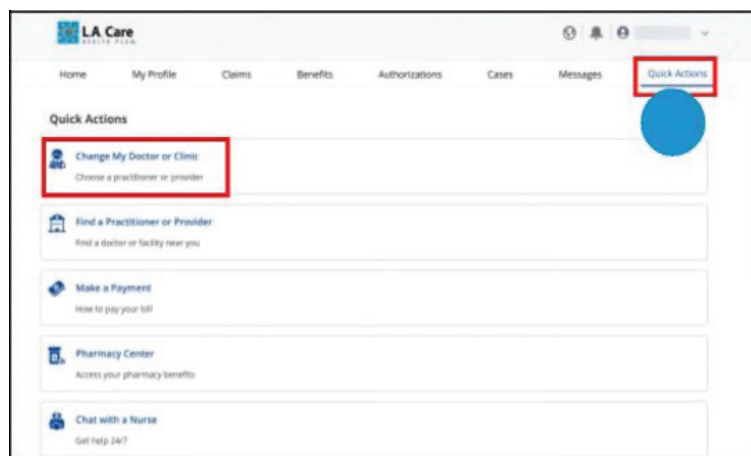 L.A. Care
HEALTH PLAN
Home My Profile Claims Benefits Authorizations Cases Messages Quick Actions
Quick Actions
Change My Doctor or Clinic
Choose a practitioner or provider
Find a Practitioner or Provider
Find a doctor or facility near you
Make a Payment
How to pay your bill
Pharmacy Center
Access your pharmacy benefits
Chat with a Nurse
Get help 24/7